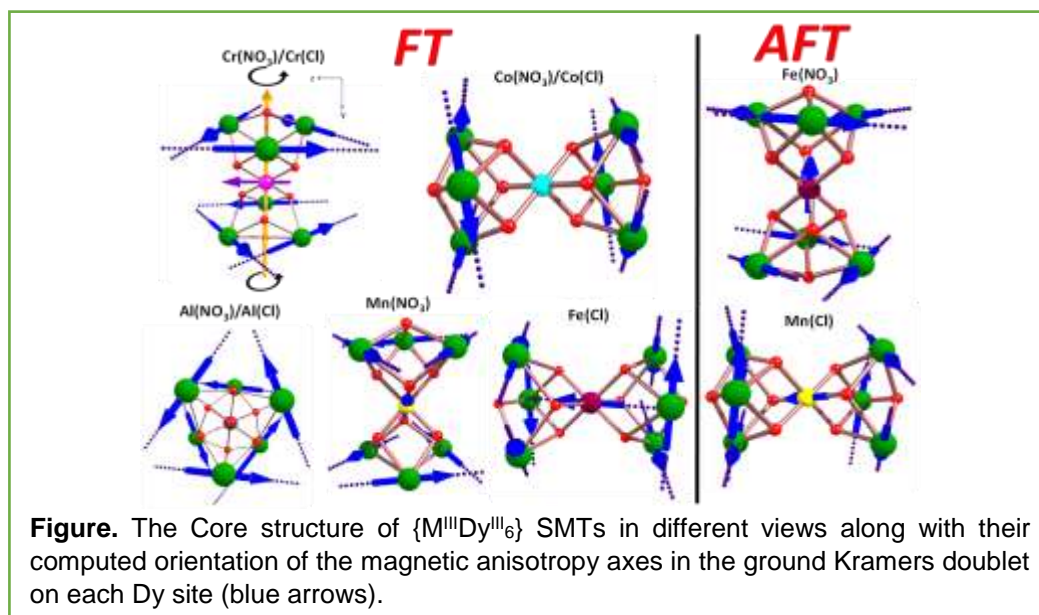 FT
AFT
Cr(NO₃)/Cr(Cl)
Co(NO₃)/Co(Cl)
Fe(NO₃)
Al(NO₃)/Al(Cl)
Mn(NO₃)
Fe(Cl)
Mn(Cl)
Figure. The Core structure of {MᴵᴵᴵDyᴵᴵᴵ₆} SMTs in different views along with their
computed orientation of the magnetic anisotropy axes in the ground Kramers doublet
on each Dy site (blue arrows).